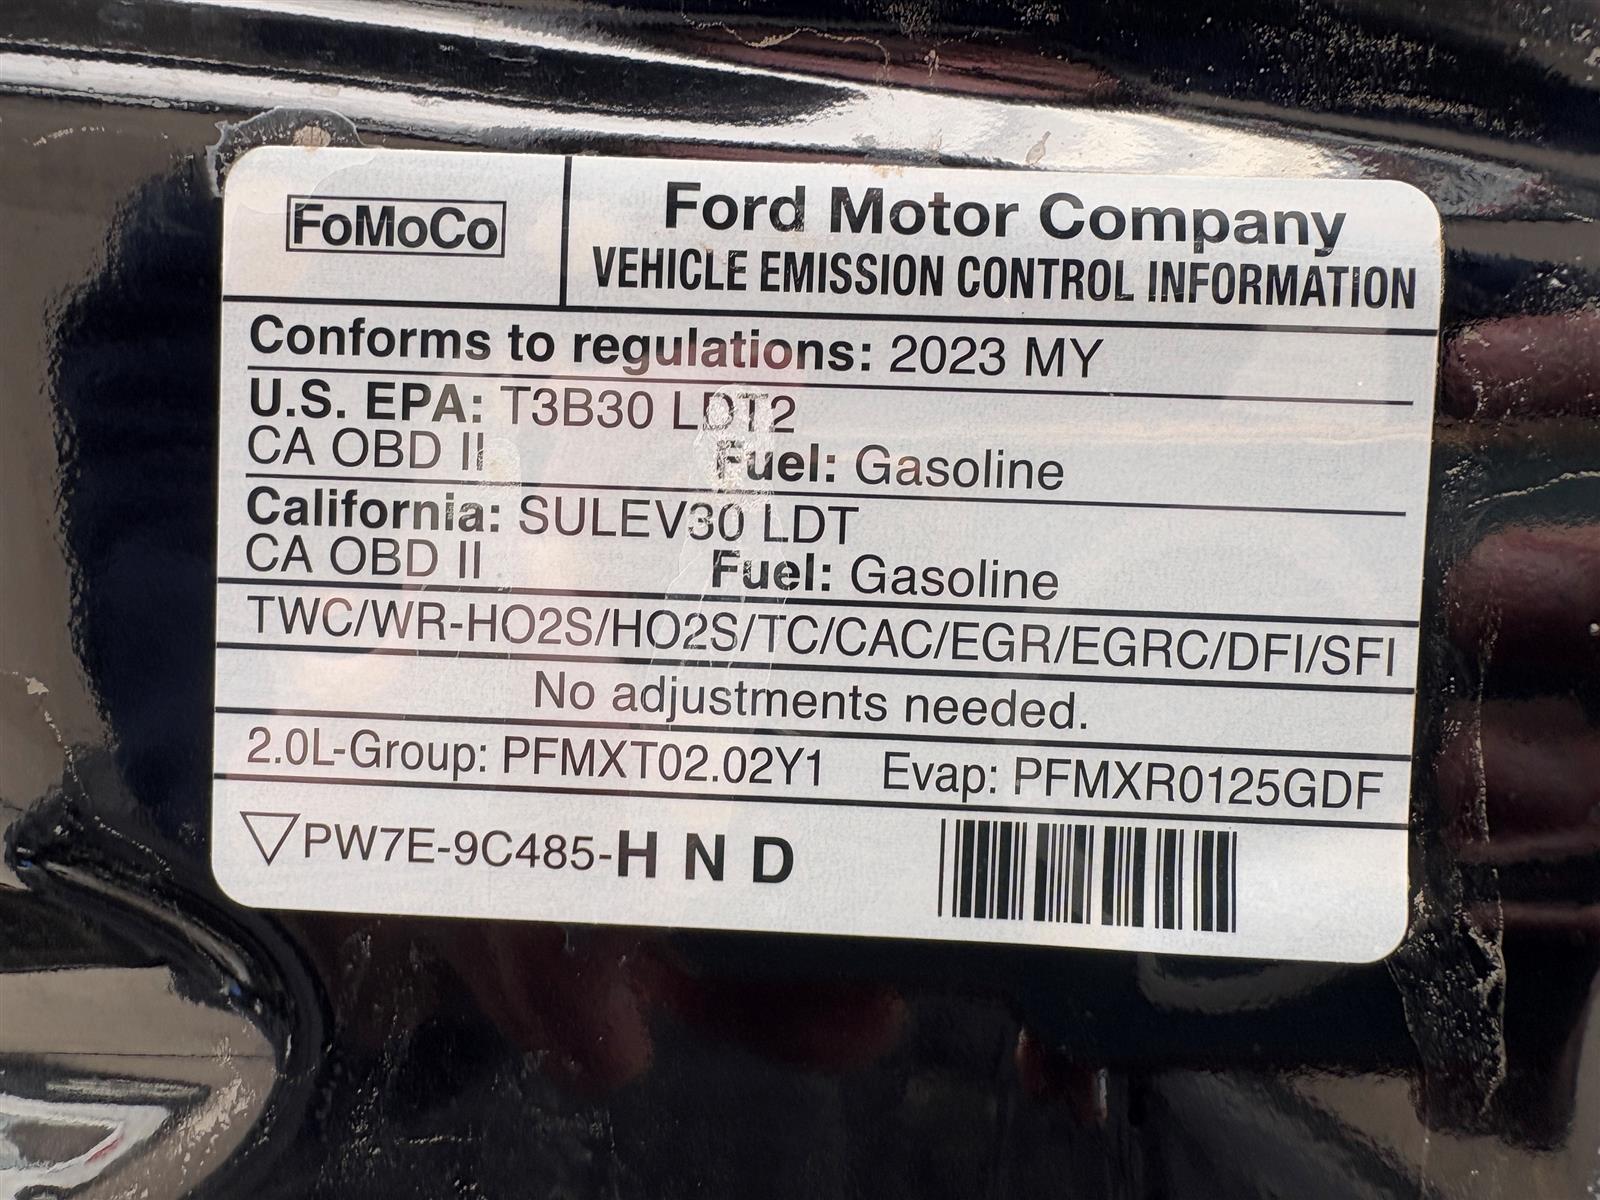 FoMoCo
Ford Motor Company
VEHICLE EMISSION CONTROL INFORMATION
Conforms to regulations: 2023 MY
U.S. EPA: T3B30 LDT2
CA OBD II Fuel: Gasoline
California: SULEV30 LDT
CA OBD II Fuel: Gasoline
TWC/WR-HO2S/HO2S/TC/CAC/EGR/EGRC/DFI/SFI
No adjustments needed.
2.0L-Group: PFMXT02.02Y1 Evap: PFMXR0125GDF
PW7E-9C485-H N D